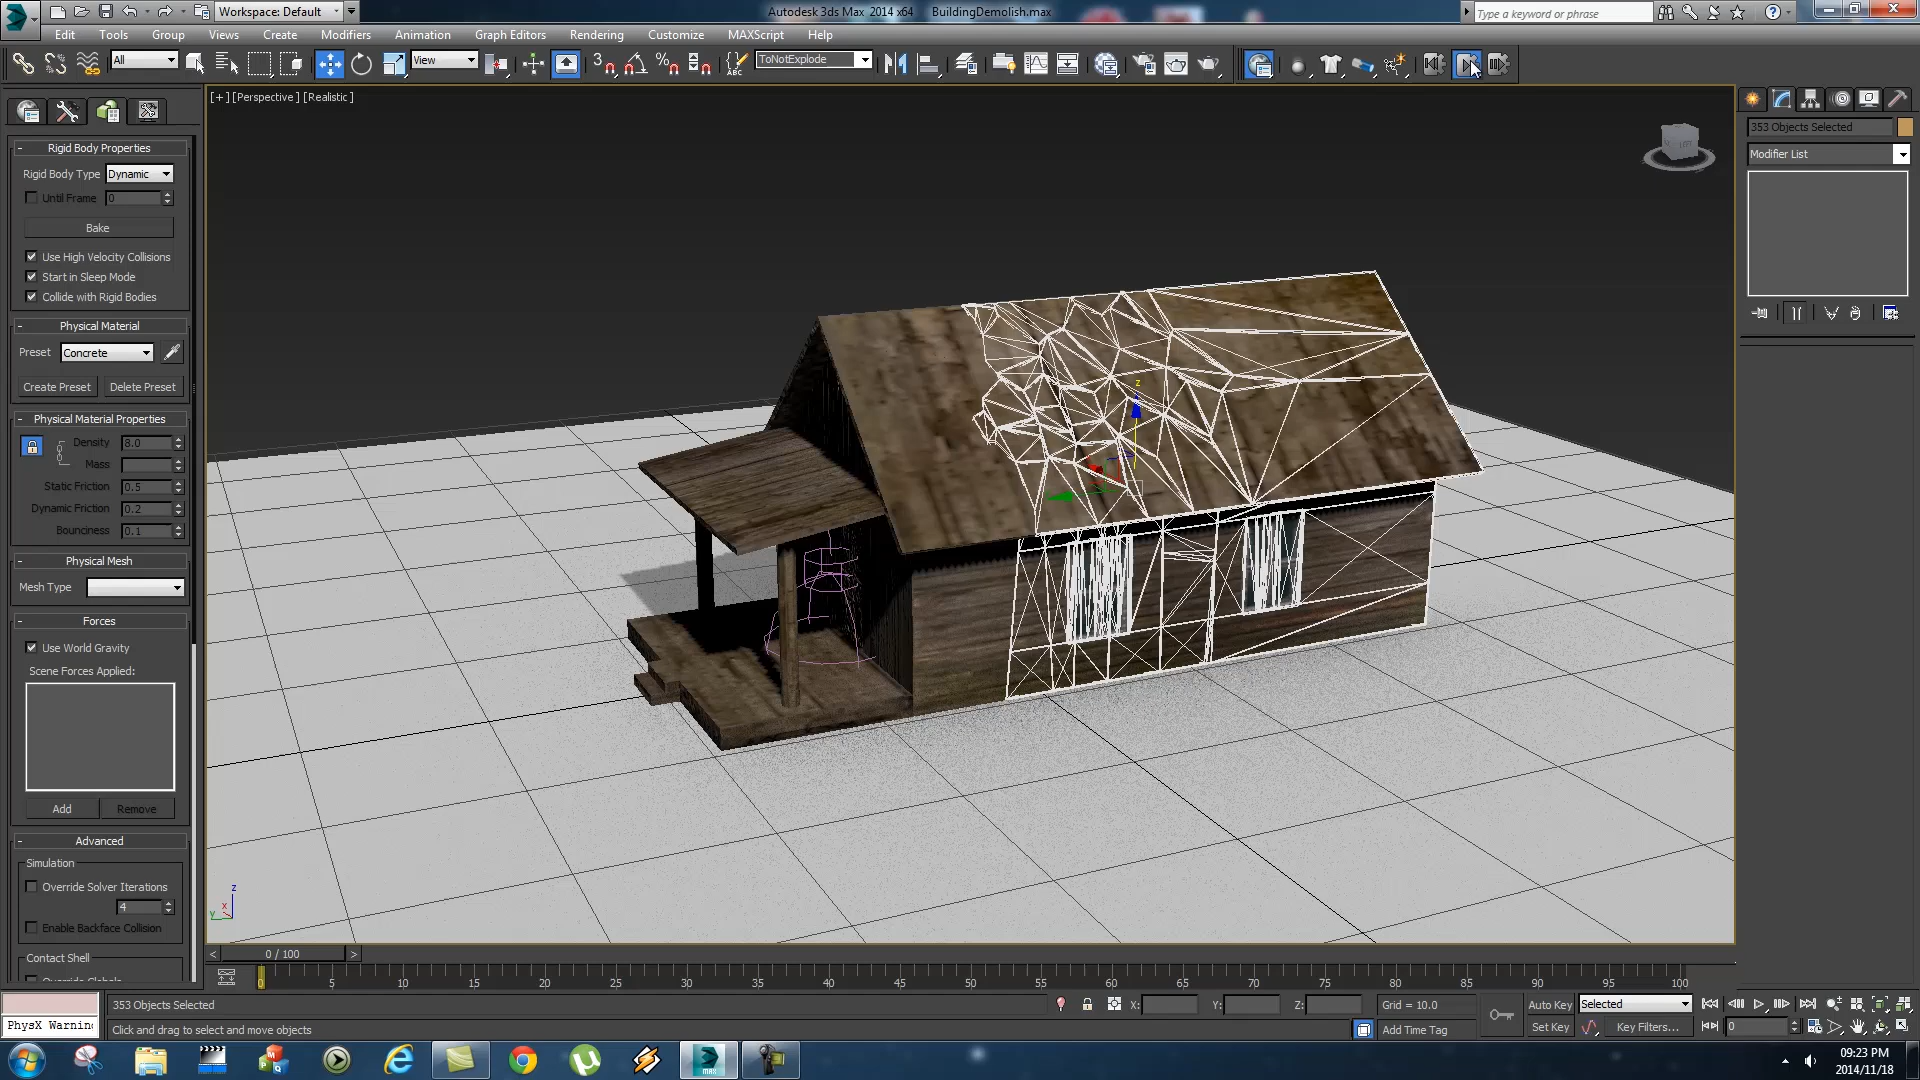 Workspace: Default
Autodesk 3ds Max 2014 x64 BuildingDemolish.max
Type a keyword or phrase
Edit Tools Group Views Create Modifiers Animation Graph Editors Rendering Customize MAXScript Help
All
View
3
ABC
ToNotExplode
[+] [Perspective] [Realistic]
Rigid Body Properties
Rigid Body Type Dynamic
Until Frame 0
Bake
Use High Velocity Collisions
Start in Sleep Mode
Collide with Rigid Bodies
Physical Material
Preset Concrete
Create Preset Delete Preset
Physical Material Properties
Density 8.0
Mass
Static Friction 0.5
Dynamic Friction 0.2
Bounciness 0.1
Physical Mesh
Mesh Type
Forces
Use World Gravity
Scene Forces Applied:
Add Remove
Advanced
Simulation
Override Solver Iterations
4
Enable Backface Collision
Contact Shell
353 Objects Selected
Modifier List
z
z
x
y
< 0 / 100 >
0 5 10 15 20 25 30 35 40 45 50 55 60 65 70 75 80 85 90 95 100
353 Objects Selected
X: Y: Z: Grid = 10.0
Auto Key Selected
PhysX Warnin
Click and drag to select and move objects
Add Time Tag
Set Key Key Filters... 0
MAX
09:23 PM
2014/11/18